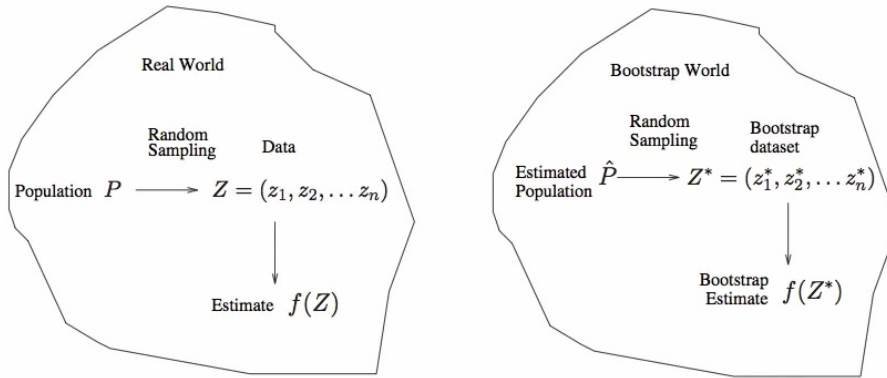 Real World
Random
Sampling
Data
Population P
Z = (z₁, z₂, . . . zₙ)
Estimate f(Z)
Bootstrap World
Random
Sampling
Bootstrap
dataset
Estimated
Population P̂
Z* = (z₁*, z₂*, . . . zₙ*)
Bootstrap
Estimate f(Z*)